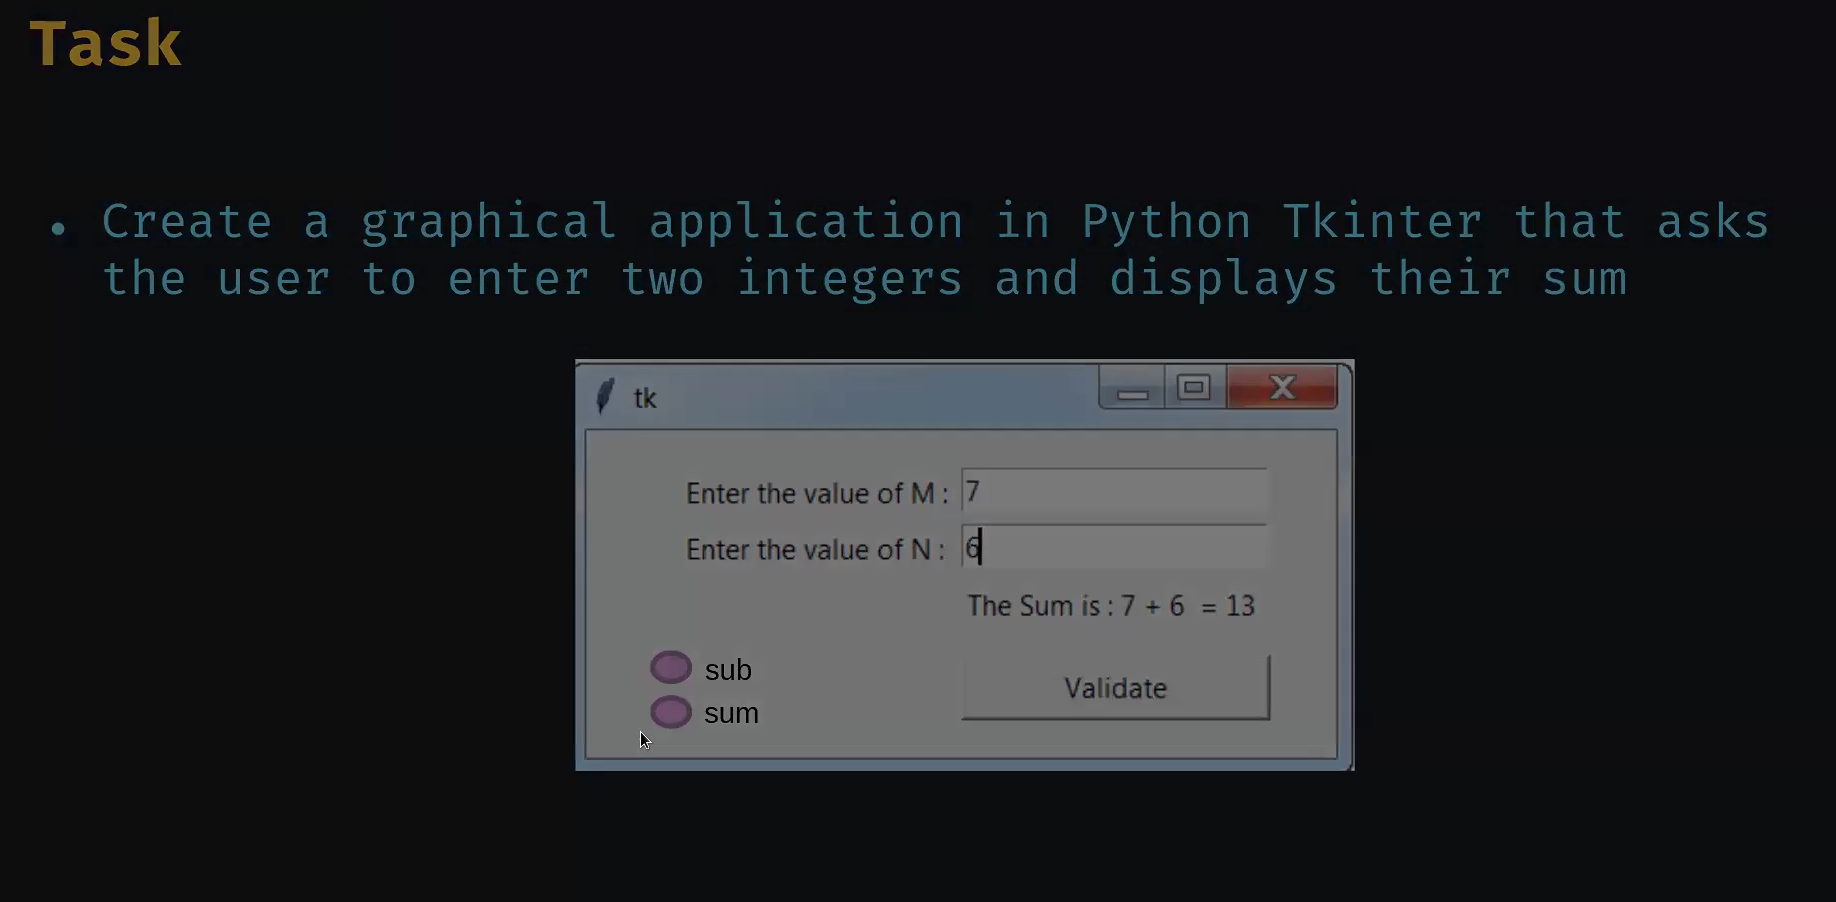 Task
• Create a graphical application in Python Tkinter that asks
the user to enter two integers and displays their sum
tk
Enter the value of M : 7
Enter the value of N : 6
The Sum is : 7 + 6 = 13
sub
sum
Validate